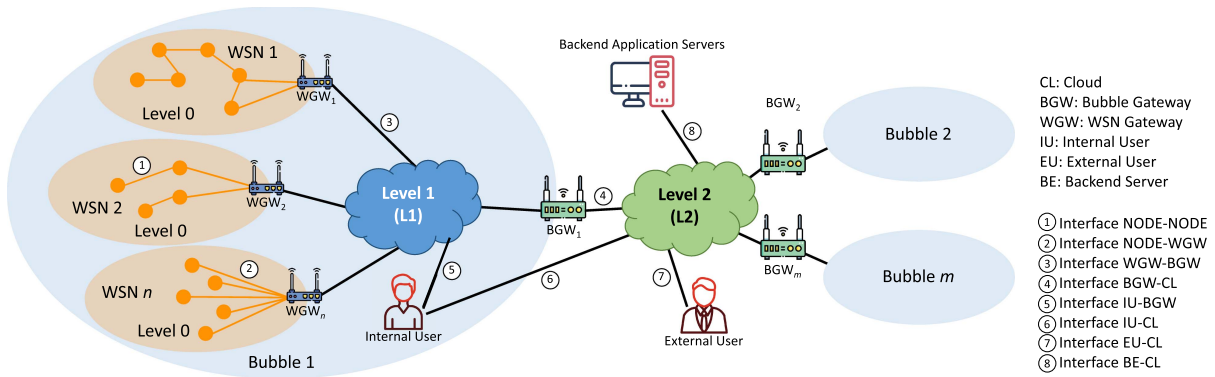 WSN 1
Level 0
WGW1
3
1
WSN 2
Level 0
WGW2
2
WSN n
Level 0
WGWn
Bubble 1
Level 1
(L1)
5
Internal User
BGW1
4
6
Backend Application Servers
8
Level 2
(L2)
7
External User
BGW2
Bubble 2
BGWm
Bubble m
CL: Cloud
BGW: Bubble Gateway
WGW: WSN Gateway
IU: Internal User
EU: External User
BE: Backend Server
1 Interface NODE-NODE
2 Interface NODE-WGW
3 Interface WGW-BGW
4 Interface BGW-CL
5 Interface IU-BGW
6 Interface IU-CL
7 Interface EU-CL
8 Interface BE-CL